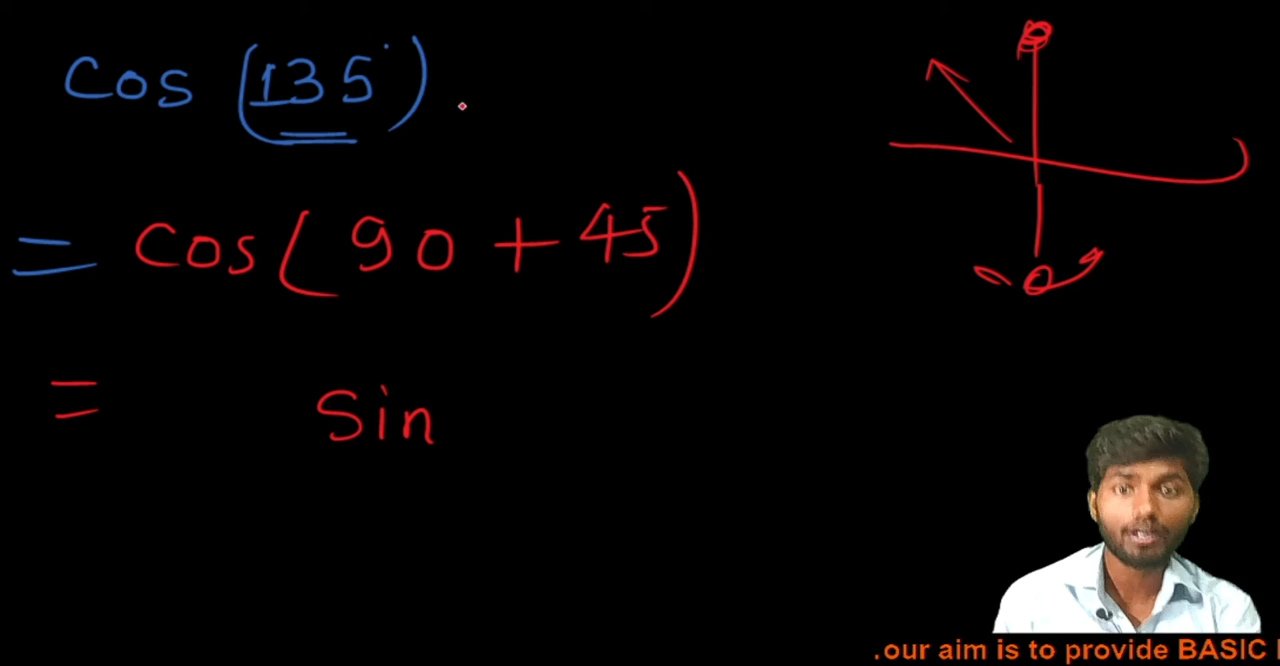 Cos (135°).
= Cos (90 + 45)
= Sin
.our aim is to provide BASIC